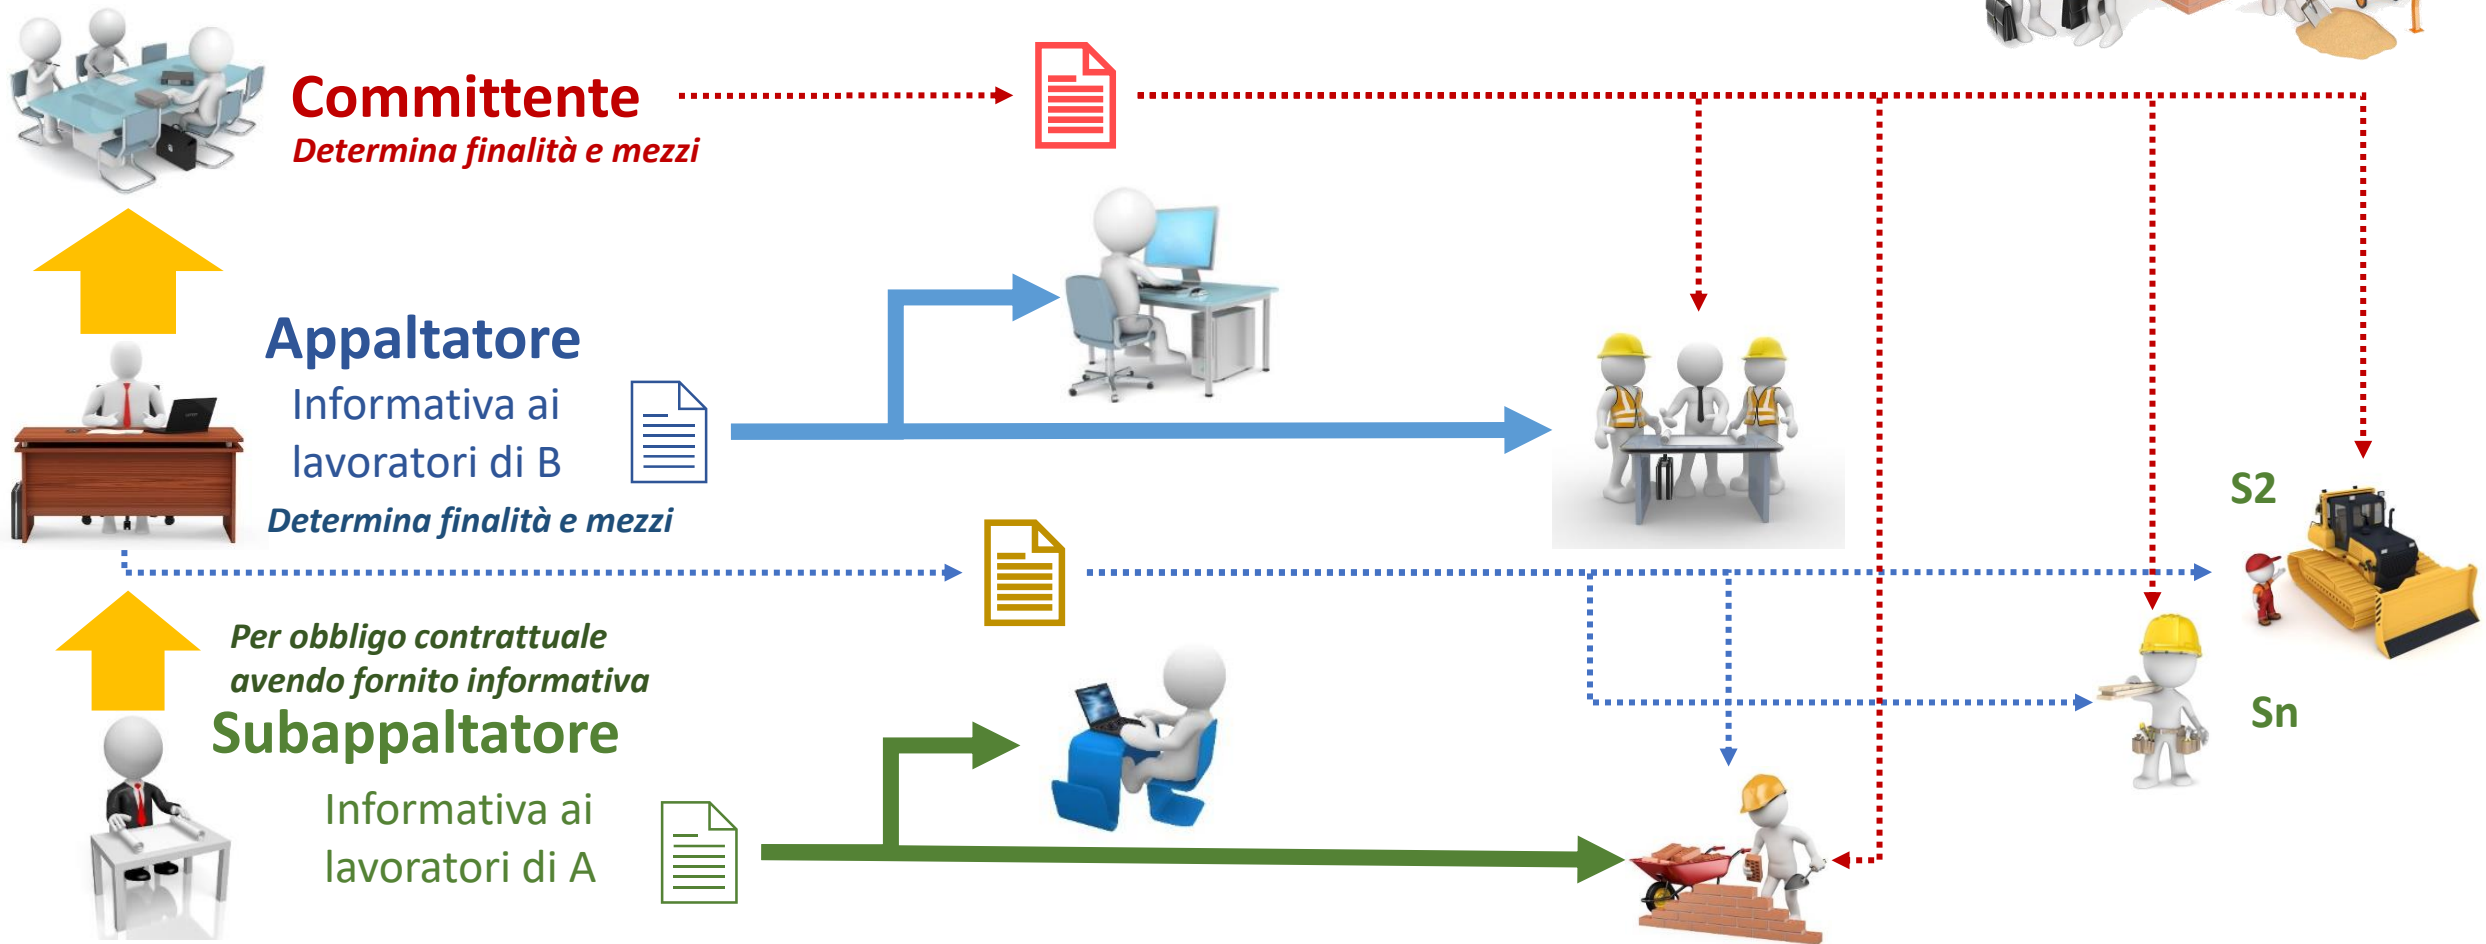 Committente
Determina finalità e mezzi
Appaltatore
Informativa ai
lavoratori di B
Determina finalità e mezzi
S2
Per obbligo contrattuale
avendo fornito informativa
Sn
Subappaltatore
Informativa ai
lavoratori di A